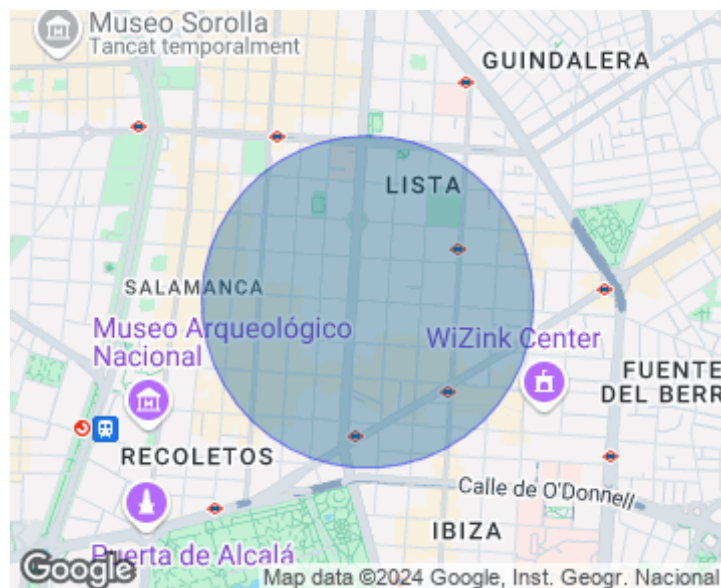 Museo Sorolla
Tancat temporalment
GUINDALERA
LISTA
SALAMANCA
Museo Arqueológico
Nacional
WiZink Center
FUENTE
DEL BERR
RECOLETOS
Calle de O'Donnell
IBIZA
Puerta de Alcalá
Google
Map data ©2024 Google, Inst. Geogr. Nacional